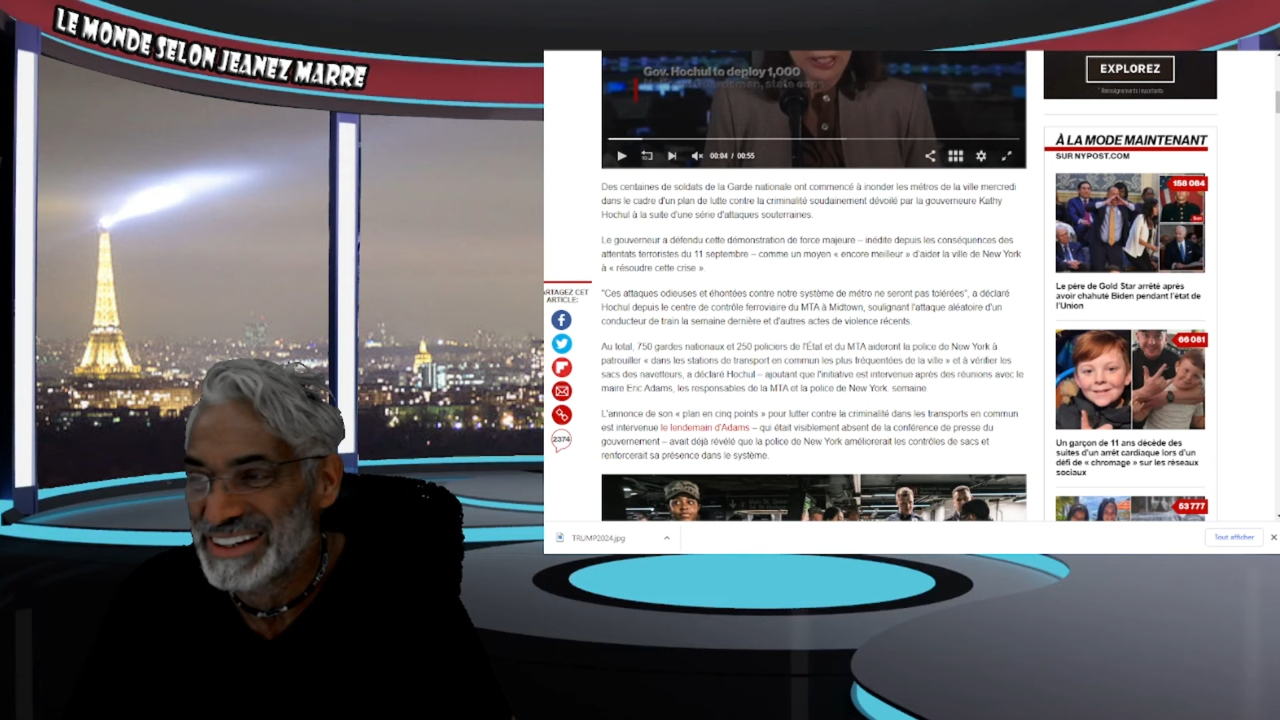 LE MONDE SELON JEANEZ MARRE
Gov. Hochul to deploy 1,000
00:04 / 00:55
Des centaines de soldats de la Garde nationale ont commencé à inonder les métros de la ville mercredi
dans le cadre d'un plan de lutte contre la criminalité soudainement dévoilé par la gouverneure Kathy
Hochul à la suite d'une série d'attaques souterraines.
Le gouverneur a défendu cette démonstration de force majeure – inédite depuis les conséquences des
attentats terroristes du 11 septembre – comme un moyen « encore meilleur » d'aider la ville de New York
à « résoudre cette crise ».
"Ces attaques odieuses et éhontées contre notre système de métro ne seront pas tolérées", a déclaré
Hochul depuis le centre de contrôle ferroviaire du MTA à Midtown, soulignant l'attaque aléatoire d'un
conducteur de train la semaine dernière et d'autres actes de violence récents.
Au total, 750 gardes nationaux et 250 policiers de l'État et du MTA aideront la police de New York à
patrouiller « dans les stations de transport en commun les plus fréquentées de la ville » et à vérifier les
sacs des navetteurs, a déclaré Hochul – ajoutant que l'initiative est intervenue après des réunions avec le
maire Eric Adams, les responsables de la MTA et la police de New York. semaine
L'annonce de son « plan en cinq points » pour lutter contre la criminalité dans les transports en commun
est intervenue le lendemain d'Adams – qui était visiblement absent de la conférence de presse du
gouvernement – avait déjà révélé que la police de New York améliorerait les contrôles de sacs et
renforcerait sa présence dans le système.
ARTAGEZ CET
ARTICLE:
2374
EXPLOREZ
* Renseignements importants
À LA MODE MAINTENANT
SUR NYPOST.COM
158 084
Le père de Gold Star arrêté après
avoir chahuté Biden pendant l'état de
l'Union
66 081
Un garçon de 11 ans décède des
suites d'un arrêt cardiaque lors d'un
défi de « chromage » sur les réseaux
sociaux
63 777
TRUMP2024.jpg
Tout afficher